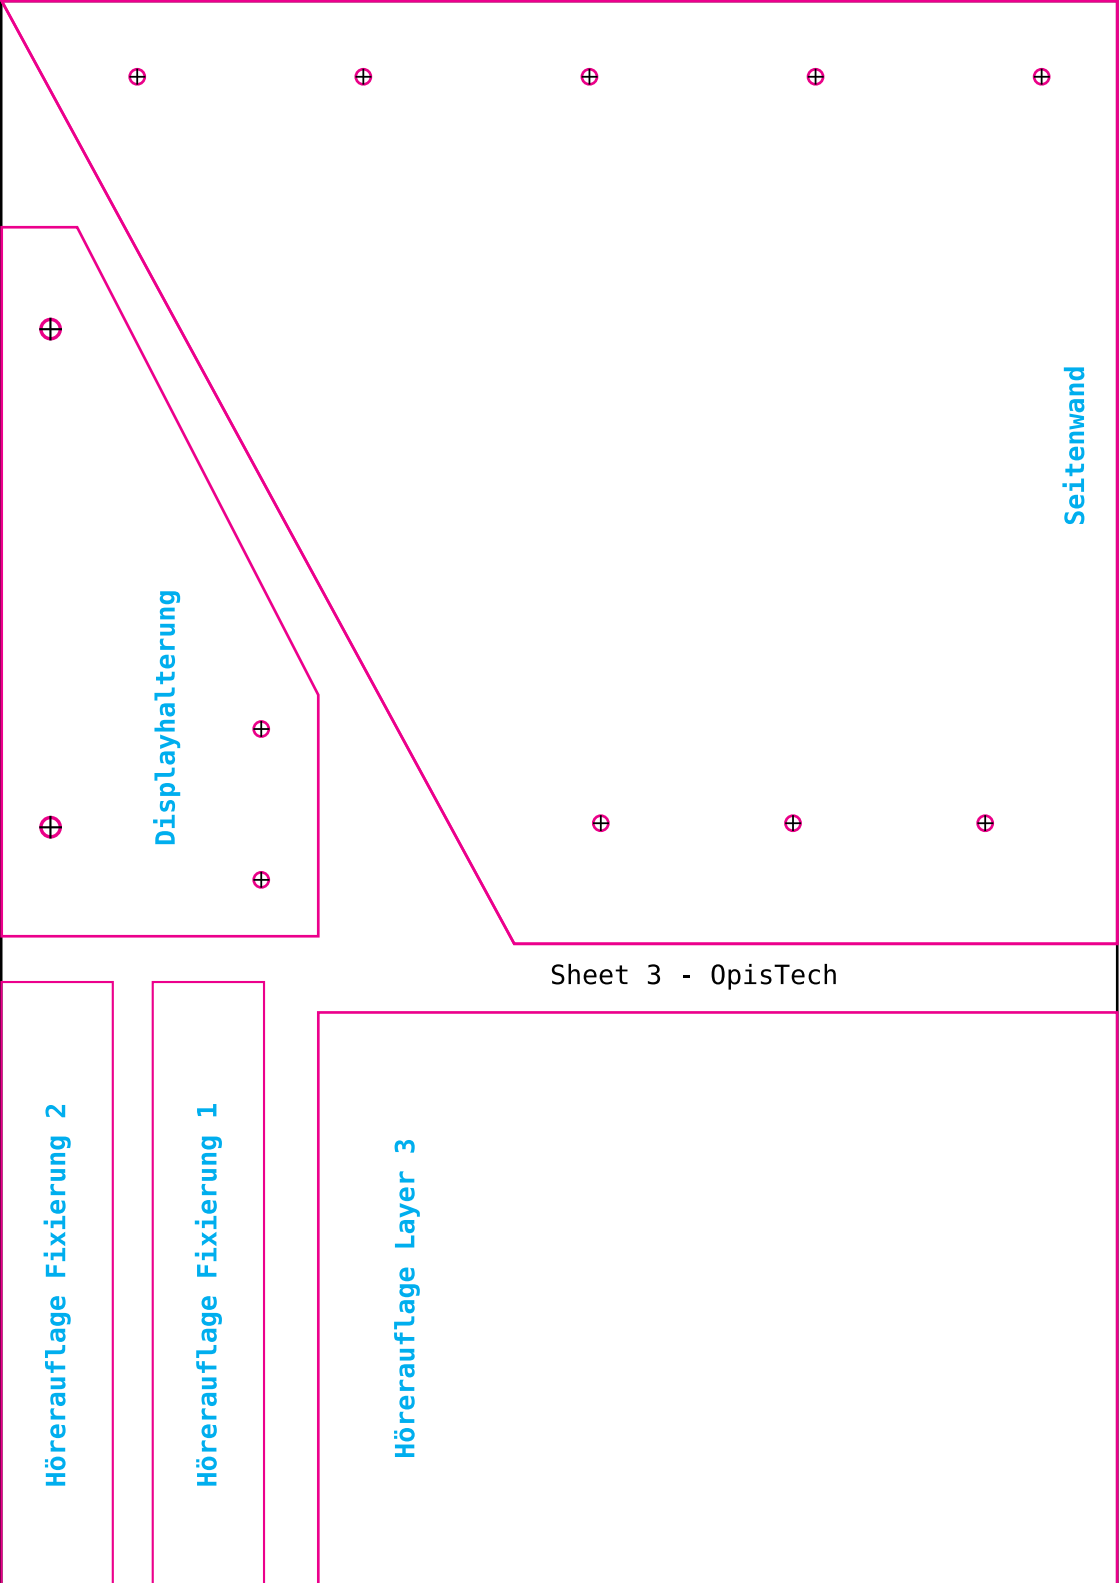 Seitenwand
Displayhalterung
Sheet 3 - OpisTech
Hörerauflage Fixierung 2
Hörerauflage Fixierung 1
Hörerauflage Layer 3